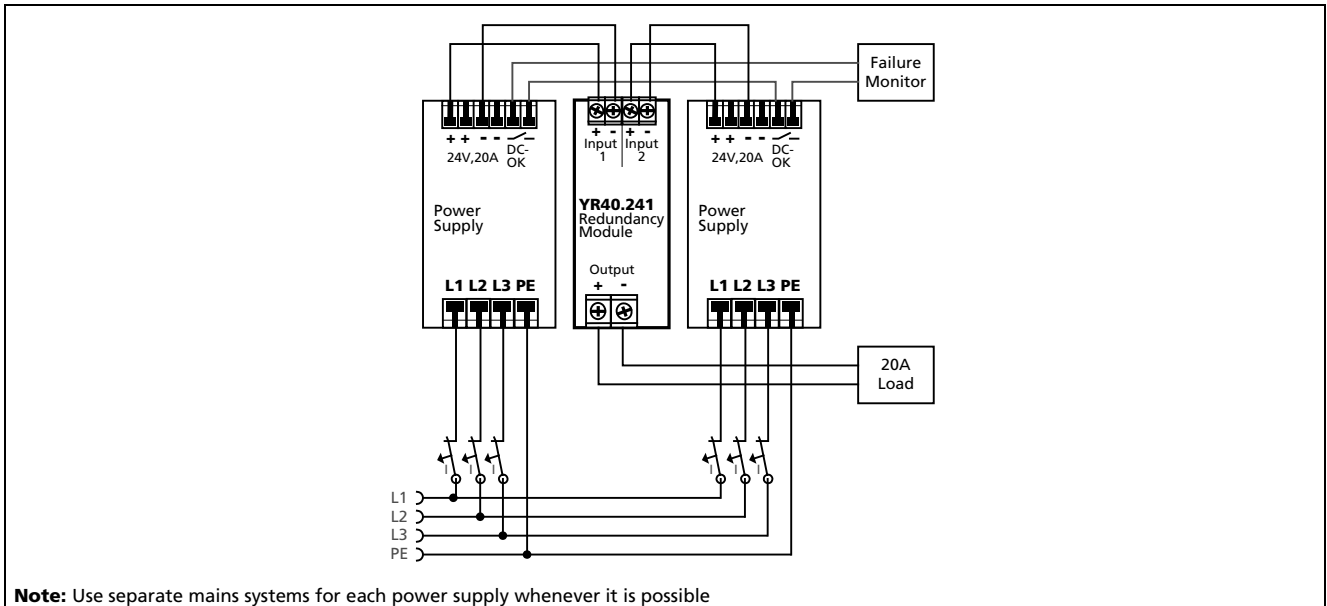 Failure
Monitor
+ + - -
24V,20A
DC-
OK
Power
Supply
L1 L2 L3 PE
+ - + -
Input
1
Input
2
YR40.241
Redundancy
Module
Output
+ -
+ + - -
24V,20A
DC-
OK
Power
Supply
L1 L2 L3 PE
20A
Load
I I I
I I I
L1
L2
L3
PE
Note: Use separate mains systems for each power supply whenever it is possible